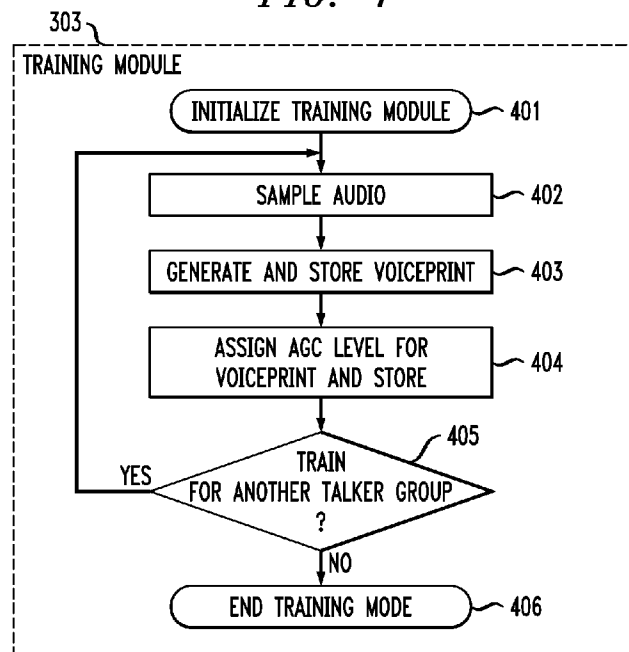 303
TRAINING MODULE
INITIALIZE TRAINING MODULE
401
SAMPLE AUDIO
402
GENERATE AND STORE VOICEPRINT
403
ASSIGN AGC LEVEL FOR
VOICEPRINT AND STORE
404
405
TRAIN
FOR ANOTHER TALKER GROUP
?
YES
NO
END TRAINING MODE
406